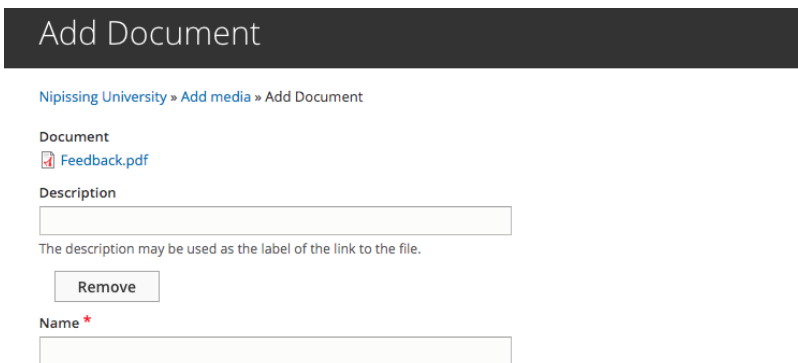 Add Document
Nipissing University » Add media » Add Document
Document
Feedback.pdf
Description
The description may be used as the label of the link to the file.
Remove
Name *